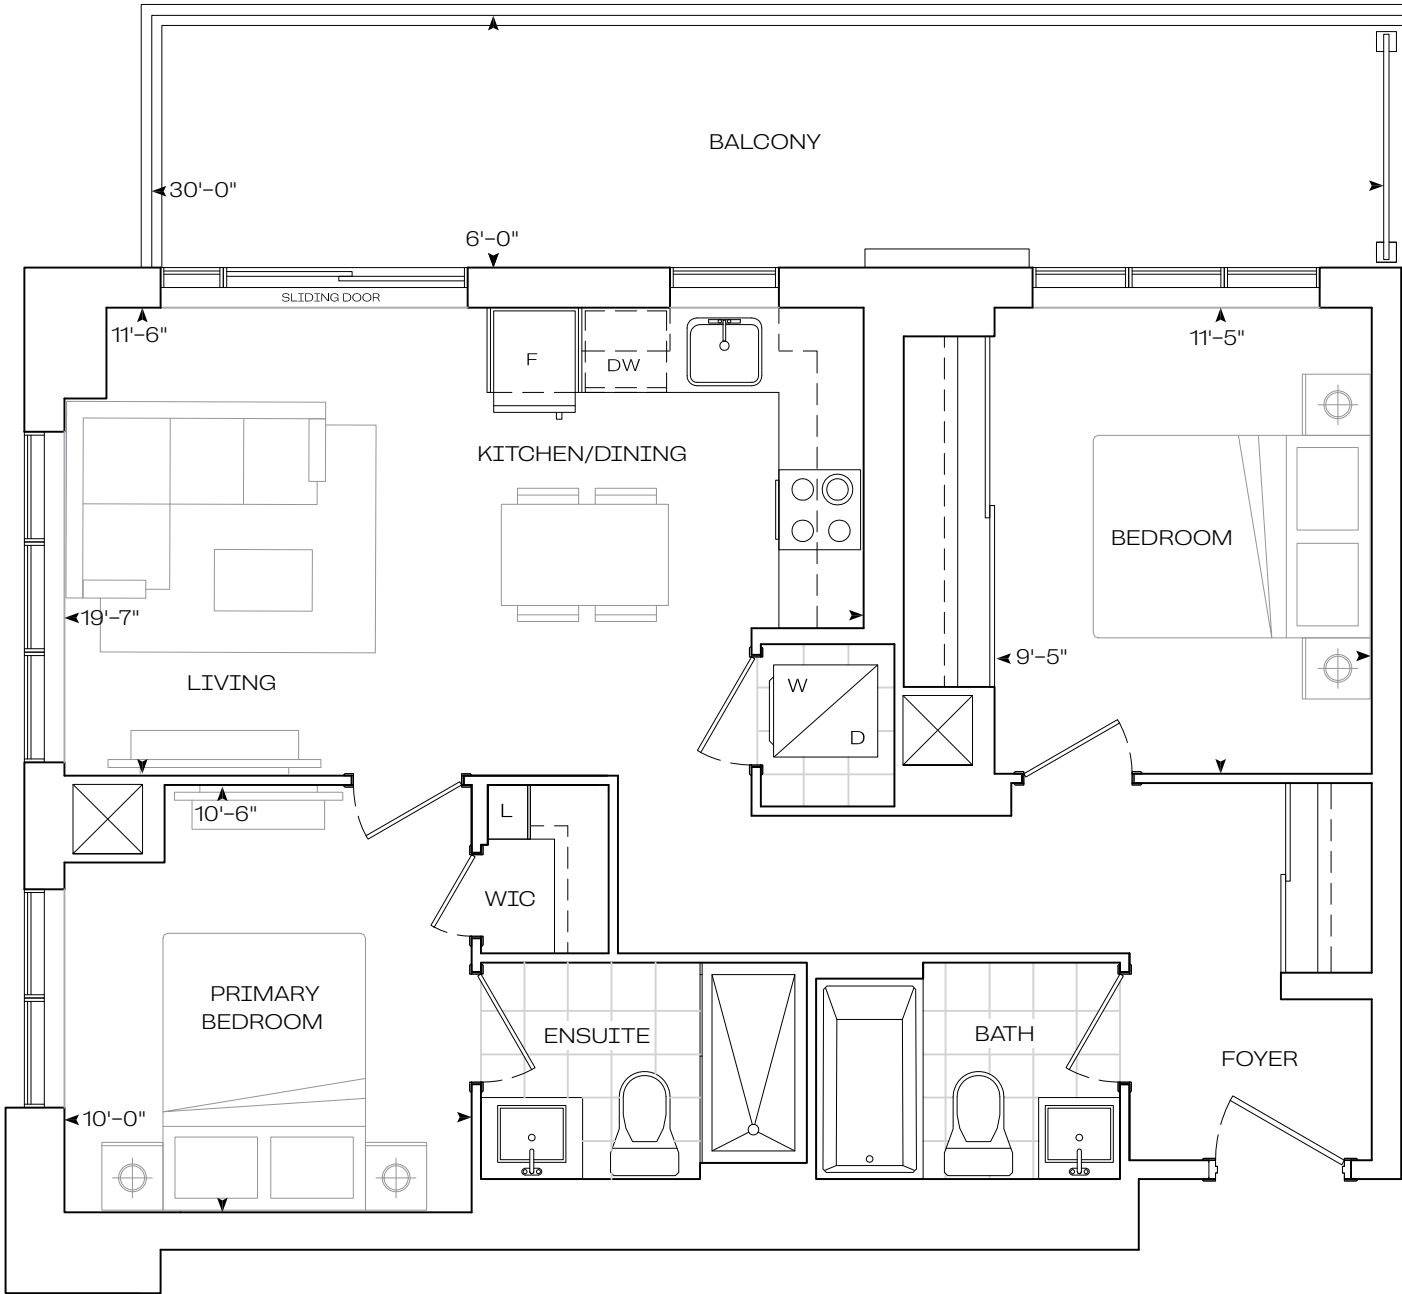 BALCONY
30'-0"
6'-0"
SLIDING DOOR
11'-6"
11'-5"
F
DW
KITCHEN/DINING
BEDROOM
19'-7"
9'-5"
LIVING
W
D
10'-6"
L
WIC
PRIMARY
BEDROOM
ENSUITE
BATH
FOYER
10'-0"